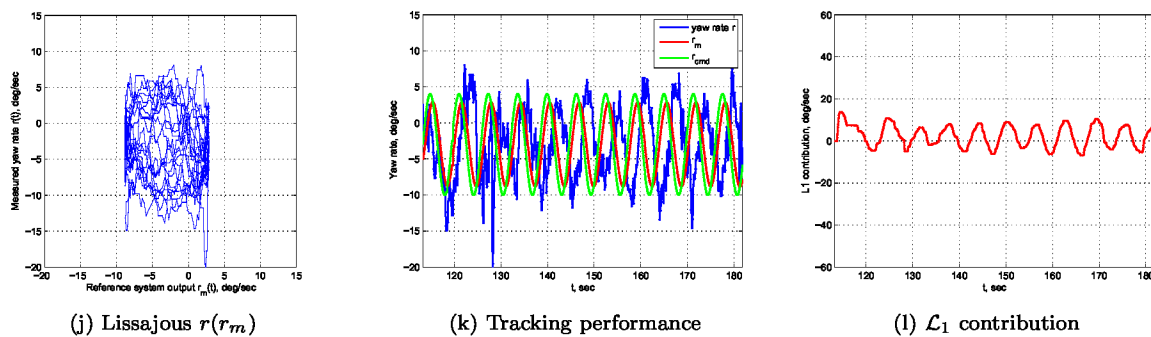 15
10
5
0
−5
−10
−15
−20
−20 −15 −10 −5 0 5 10 15
Measured yaw rate r(t), deg/sec
Reference system output r_m(t), deg/sec
(j) Lissajous r(r_m)
15
10
5
0
−5
−10
−15
−20
120 130 140 150 160 170 180
Yaw rate, deg/sec
t, sec
yaw rate r
r_m
r_cmd
(k) Tracking performance
60
40
20
0
−20
−40
−60
120 130 140 150 160 170 180
L1 contribution, deg/sec
t, sec
(l) ℒ₁ contribution